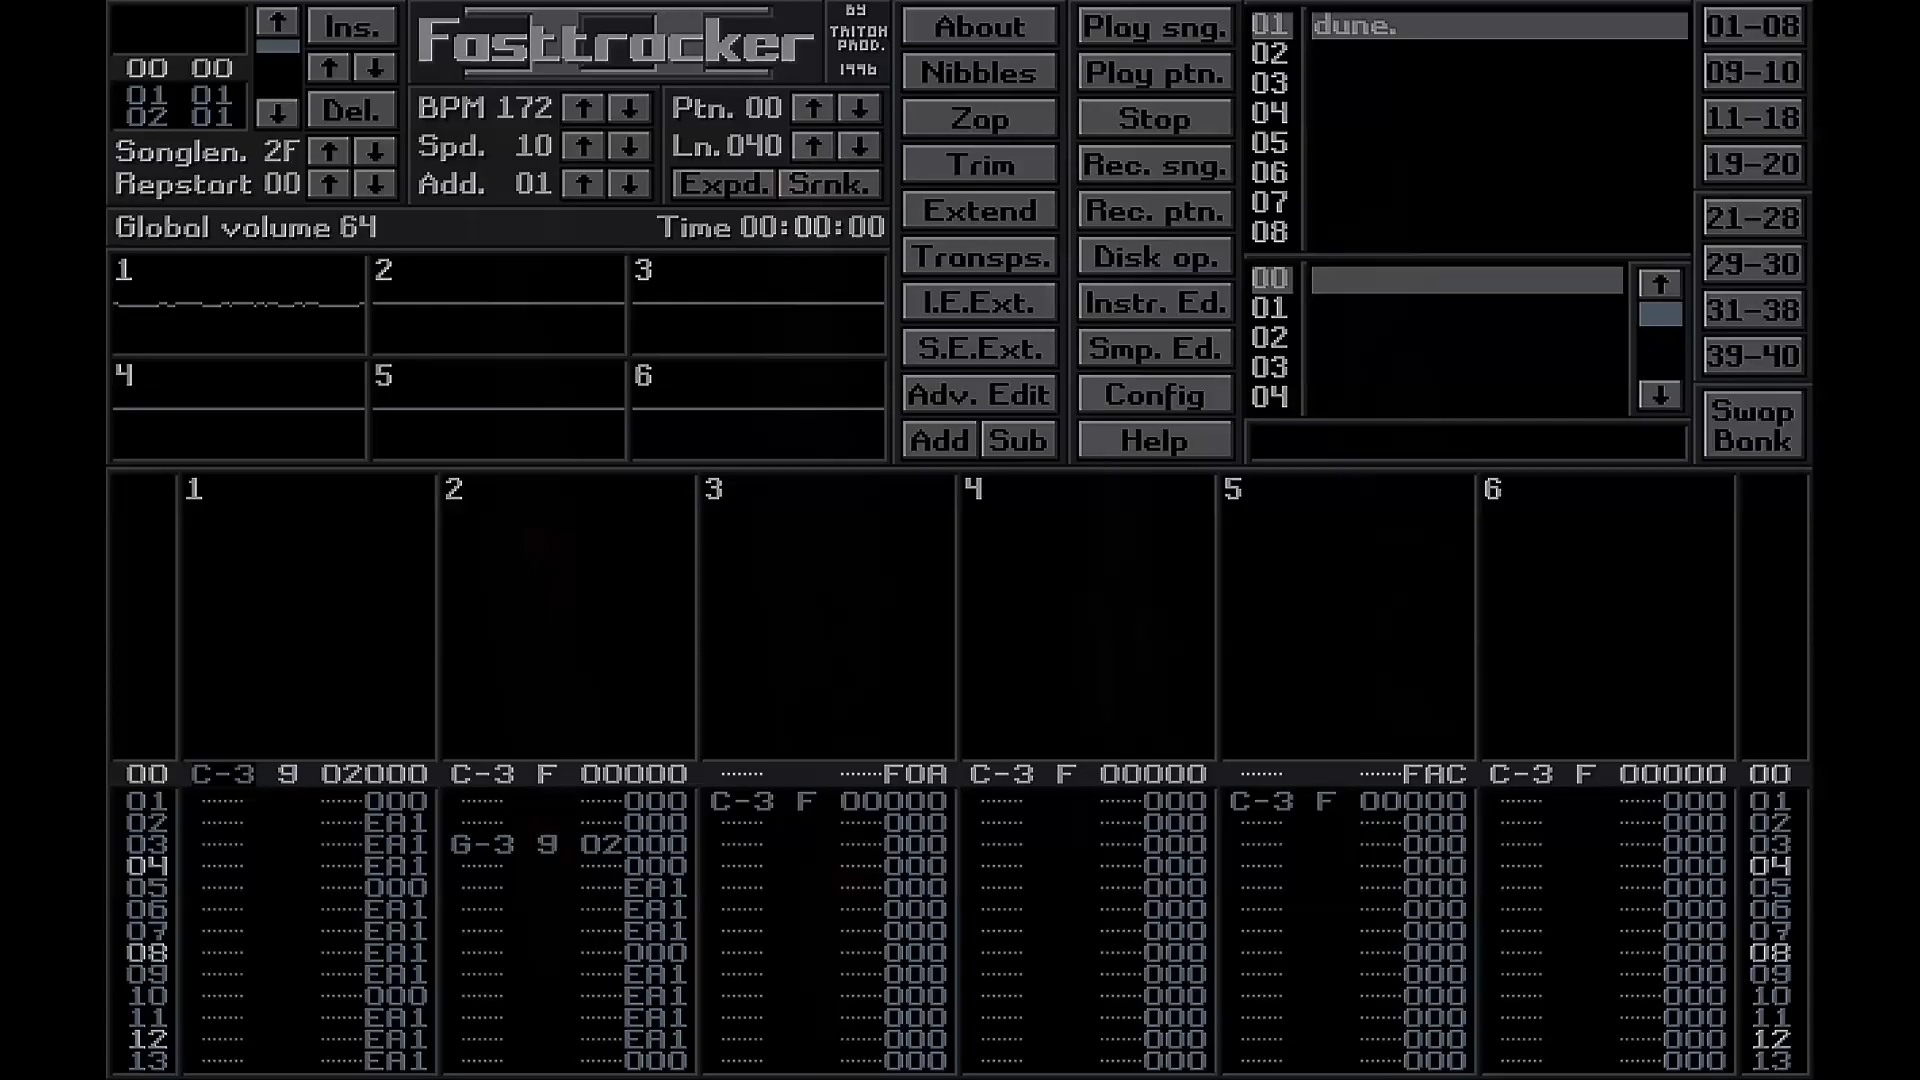 Ins.
Fasttracker
BY
TRITON
PROD.
1996
00 00
01 01
02 01
Del.
Songlen. 2F
Repstart 00
BPM 172
Spd. 10
Add. 01
Ptn. 00
Ln. 040
Expd. Srnk.
Global volume 64
Time 00:00:00
1 2 3
4 5 6
About
Nibbles
Zap
Trim
Extend
Transps.
I.E.Ext.
S.E.Ext.
Adv. Edit
Add Sub
Play sng.
Play ptn.
Stop
Rec. sng.
Rec. ptn.
Disk op.
Instr. Ed.
Smp. Ed.
Config
Help
01 dune.
02
03
04
05
06
07
08
00
01
02
03
04
01-08
09-10
11-18
19-20
21-28
29-30
31-38
39-40
Swap
Bank
1 2 3 4 5 6
00 C-3 9 02000 C-3 F 00000 F0A C-3 F 00000 FAC C-3 F 00000 00
01 000 000 C-3 F 00000 000 C-3 F 00000 000 01
02 EA1 000 000 000 000 000 02
03 EA1 G-3 9 02000 000 000 000 000 03
04 EA1 000 000 000 000 000 04
05 000 EA1 000 000 000 000 05
06 EA1 EA1 000 000 000 000 06
07 EA1 EA1 000 000 000 000 07
08 EA1 000 000 000 000 000 08
09 EA1 EA1 000 000 000 000 09
10 000 EA1 000 000 000 000 10
11 EA1 EA1 000 000 000 000 11
12 EA1 EA1 000 000 000 000 12
13 EA1 000 000 000 000 000 13